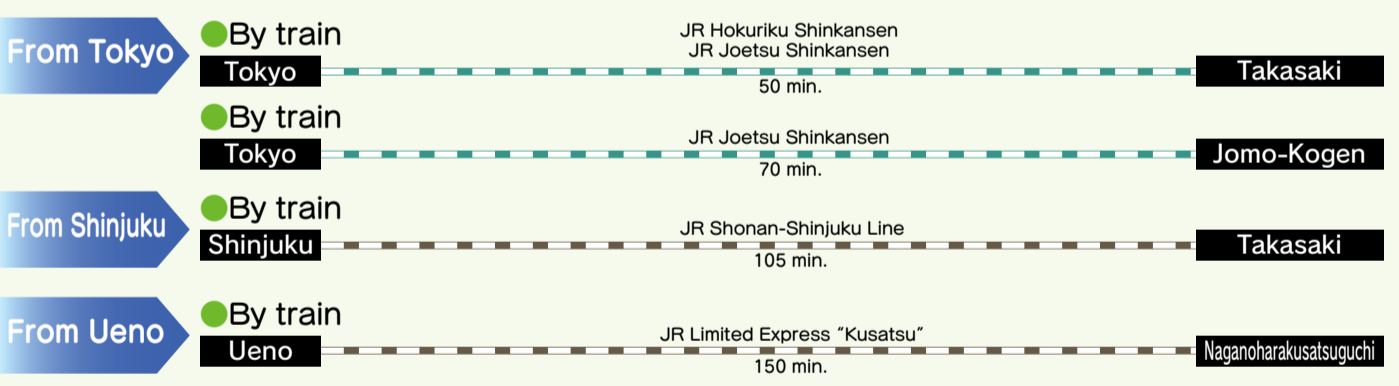 From Tokyo
By train
JR Hokuriku Shinkansen
JR Joetsu Shinkansen
Tokyo
Takasaki
50 min.
By train
JR Joetsu Shinkansen
Tokyo
Jomo-Kogen
70 min.
From Shinjuku
By train
JR Shonan-Shinjuku Line
Shinjuku
Takasaki
105 min.
From Ueno
By train
JR Limited Express “Kusatsu”
Ueno
Naganoharakusatsuguchi
150 min.